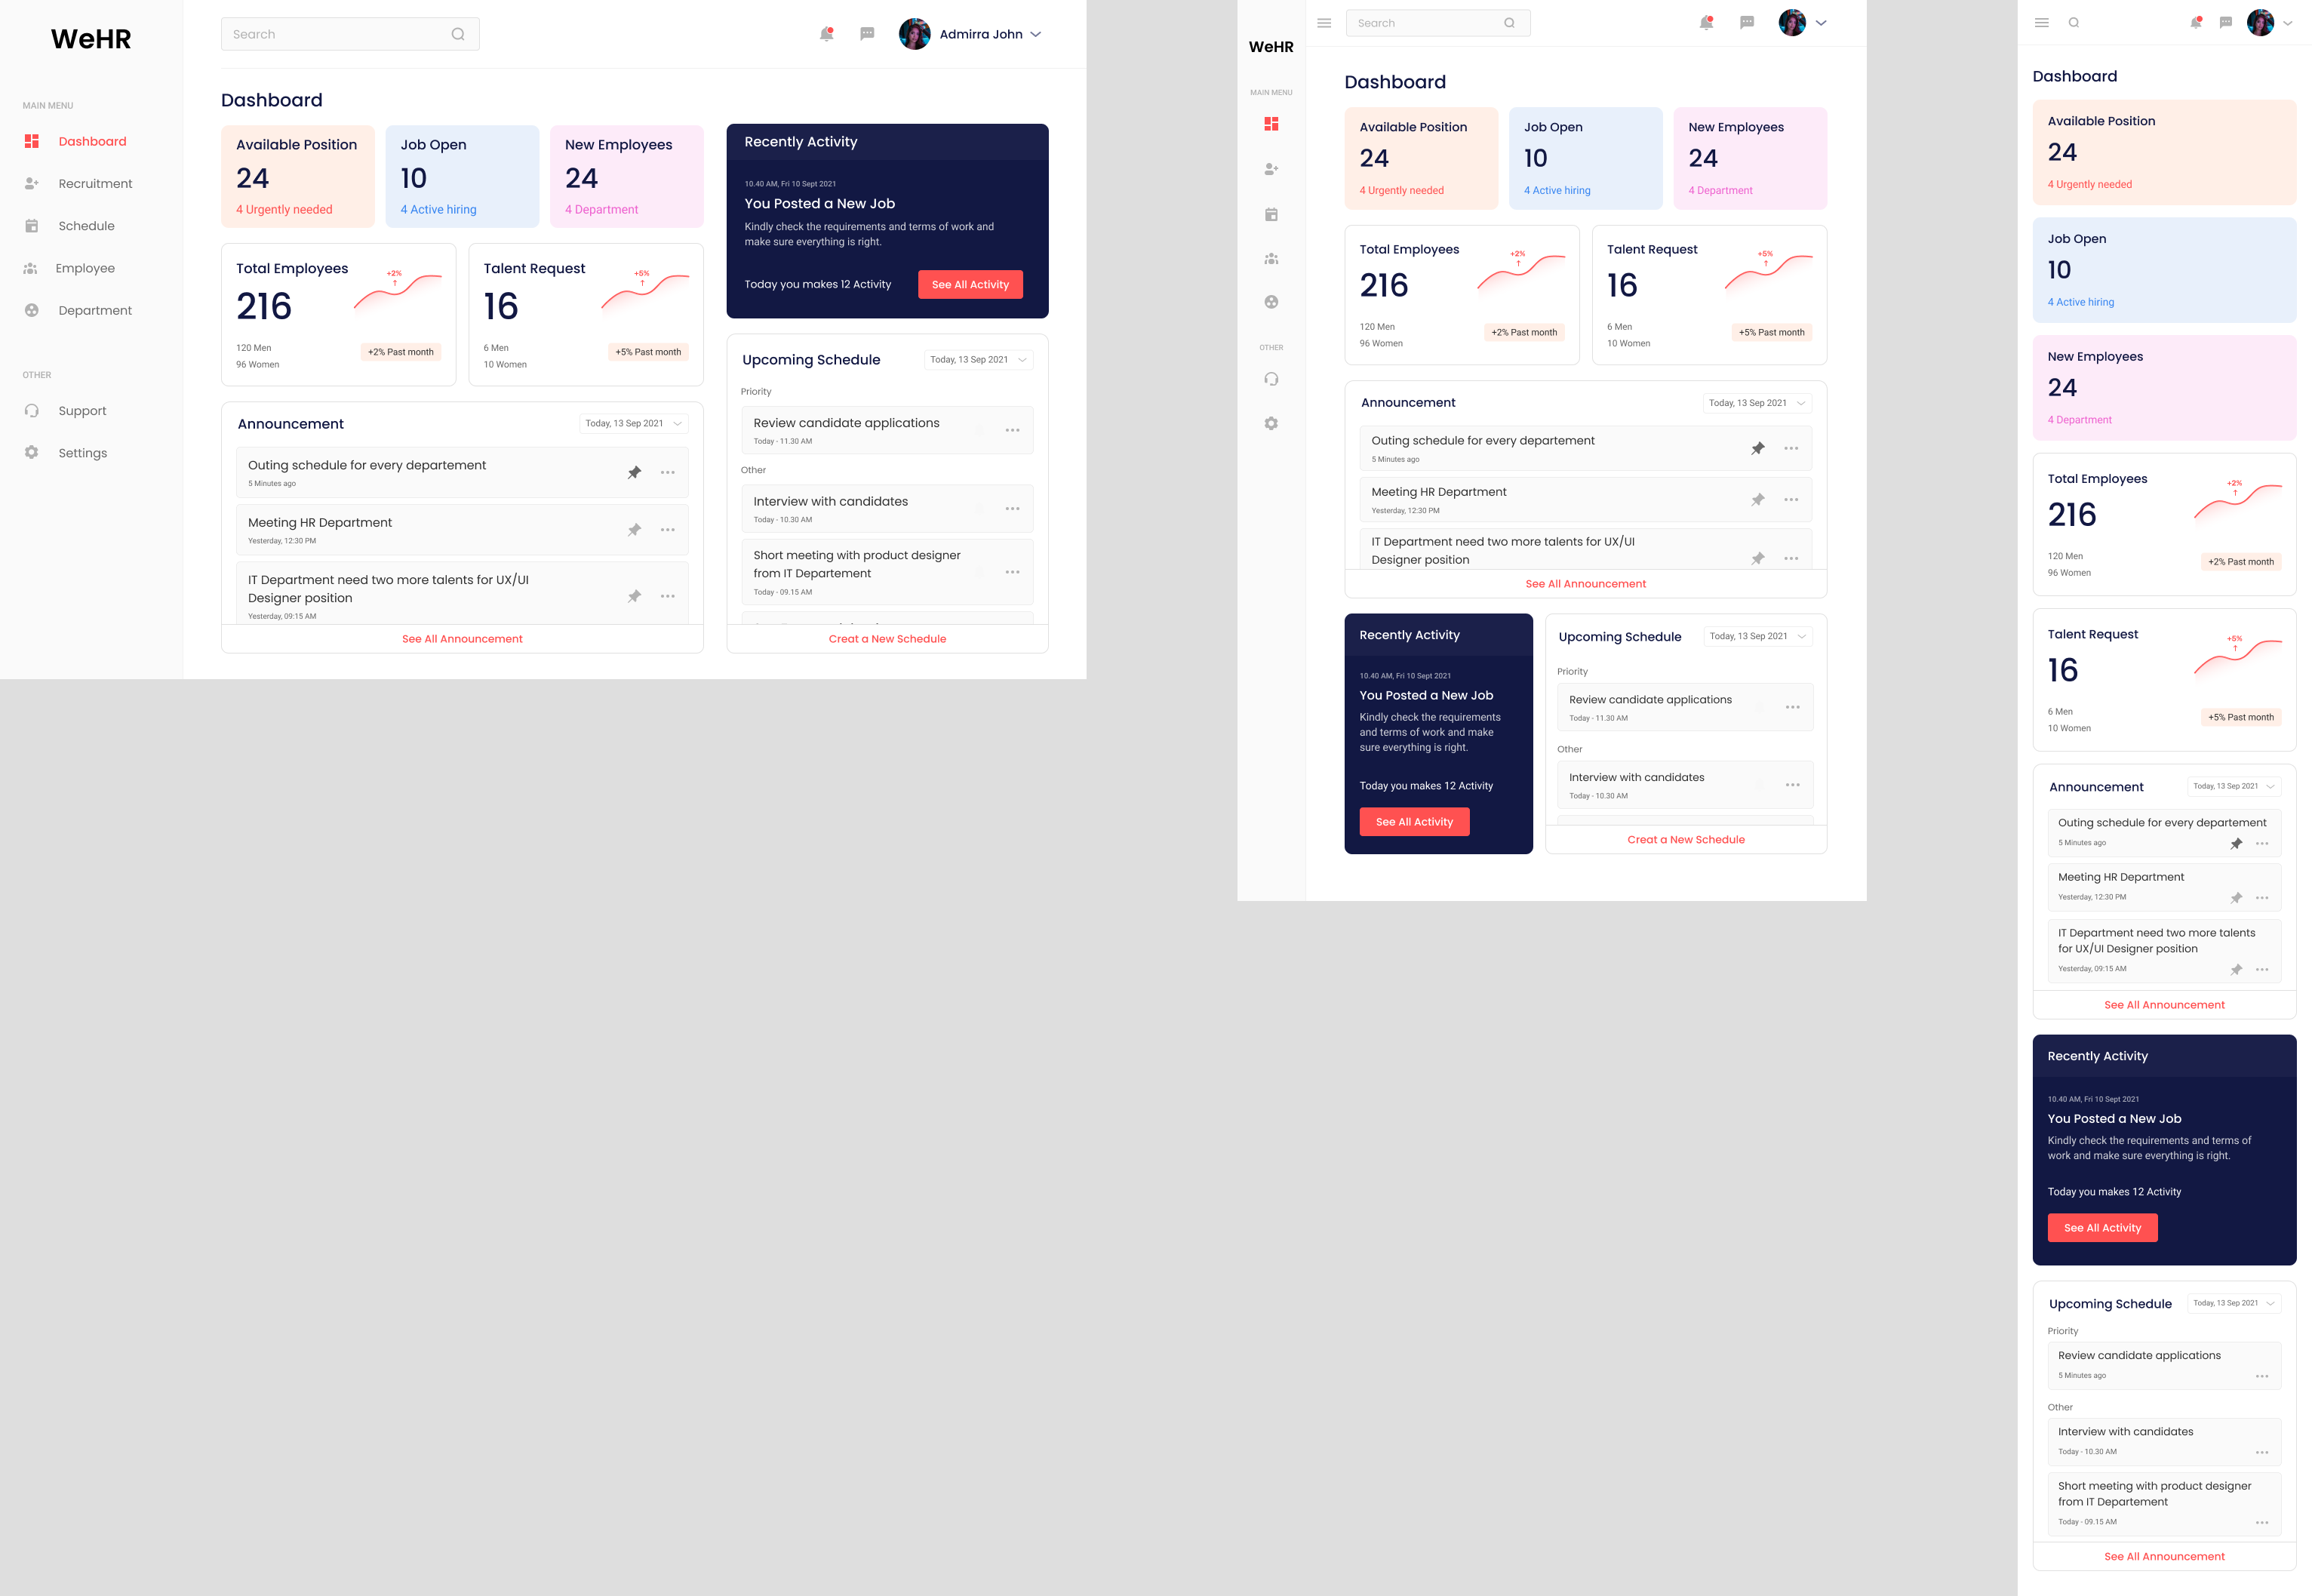 WeHR
MAIN MENU
Dashboard
Recruitment
Schedule
Employee
Department
OTHER
Support
Settings
Search
Admirra John
Dashboard
Available Position
24
4 Urgently needed
Job Open
10
4 Active hiring
New Employees
24
4 Department
Total Employees
216
120 Men
96 Women
+2%
+2% Past month
Talent Request
16
6 Men
10 Women
+5%
+5% Past month
Announcement
Today, 13 Sep 2021
Outing schedule for every departement
5 Minutes ago
Meeting HR Department
Yesterday, 12:30 PM
IT Department need two more talents for UX/UI
Designer position
Yesterday, 09:15 AM
See All Announcement
Recently Activity
10.40 AM, Fri 10 Sept 2021
You Posted a New Job
Kindly check the requirements and terms of work and
make sure everything is right.
Today you makes 12 Activity
See All Activity
Upcoming Schedule
Today, 13 Sep 2021
Priority
Review candidate applications
Today - 11.30 AM
Other
Interview with candidates
Today - 10.30 AM
Short meeting with product designer
from IT Departement
Today - 09.15 AM
Creat a New Schedule
WeHR
MAIN MENU
OTHER
Search
Dashboard
Available Position
24
4 Urgently needed
Job Open
10
4 Active hiring
New Employees
24
4 Department
Total Employees
216
120 Men
96 Women
+2%
+2% Past month
Talent Request
16
6 Men
10 Women
+5%
+5% Past month
Announcement
Today, 13 Sep 2021
Outing schedule for every departement
5 Minutes ago
Meeting HR Department
Yesterday, 12:30 PM
IT Department need two more talents for UX/UI
Designer position
See All Announcement
Recently Activity
10.40 AM, Fri 10 Sept 2021
You Posted a New Job
Kindly check the requirements
and terms of work and make
sure everything is right.
Today you makes 12 Activity
See All Activity
Upcoming Schedule
Today, 13 Sep 2021
Priority
Review candidate applications
Today - 11.30 AM
Other
Interview with candidates
Today - 10.30 AM
Creat a New Schedule
Dashboard
Available Position
24
4 Urgently needed
Job Open
10
4 Active hiring
New Employees
24
4 Department
Total Employees
216
120 Men
96 Women
+2%
+2% Past month
Talent Request
16
6 Men
10 Women
+5%
+5% Past month
Announcement
Today, 13 Sep 2021
Outing schedule for every departement
5 Minutes ago
Meeting HR Department
Yesterday, 12:30 PM
IT Department need two more talents
for UX/UI Designer position
Yesterday, 09:15 AM
See All Announcement
Recently Activity
10.40 AM, Fri 10 Sept 2021
You Posted a New Job
Kindly check the requirements and terms of
work and make sure everything is right.
Today you makes 12 Activity
See All Activity
Upcoming Schedule
Today, 13 Sep 2021
Priority
Review candidate applications
5 Minutes ago
Other
Interview with candidates
Today - 10.30 AM
Short meeting with product designer
from IT Departement
Today - 09.15 AM
See All Announcement